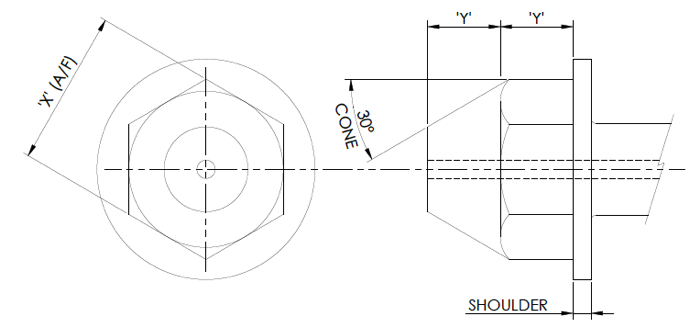 'X' (A/F)
'Y'
'Y'
30°
CONE
SHOULDER